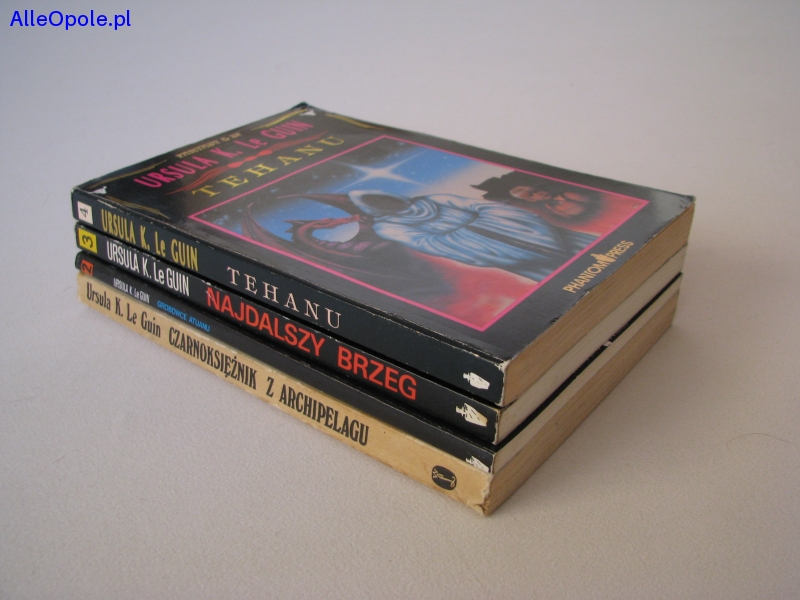 AlleOpole.pl
URSULA K. Le GUIN
TEHANU
PHANTOM PRESS
4 URSULA K. Le GUIN TEHANU
3 URSULA K. Le GUIN NAJDALSZY BRZEG
2 URSULA K. Le GUIN GROBOWCE ATUANU
Ursula K. Le Guin CZARNOKSIĘŻNIK Z ARCHIPELAGU